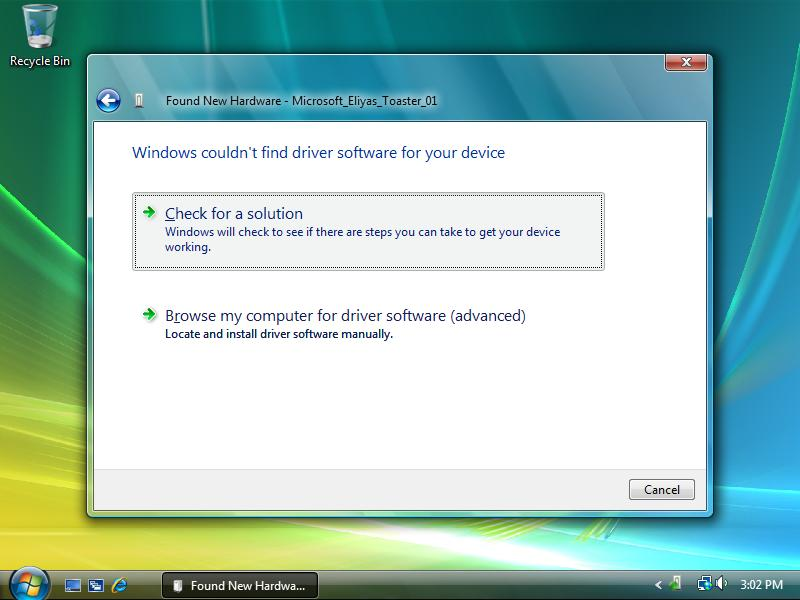 Recycle Bin
Found New Hardware - Microsoft_Eliyas_Toaster_01
Windows couldn't find driver software for your device
Check for a solution
Windows will check to see if there are steps you can take to get your device
working.
Browse my computer for driver software (advanced)
Locate and install driver software manually.
Cancel
Found New Hardwa...
3:02 PM